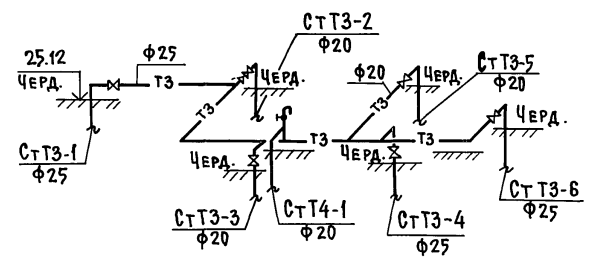 СтТ3-2
ф20
25.12
ЧЕРД.
ф25
Т3
ЧЕРД.
ф20
ЧЕРД.
СтТ3-5
ф20
Т3
Т3
ЧЕРД.
СтТ3-1
ф25
ЧЕРД.
Т3
ЧЕРД.
Т3
СтТ3-3
ф20
СтТ4-1
ф20
СтТ3-4
ф25
СтТ3-6
ф25